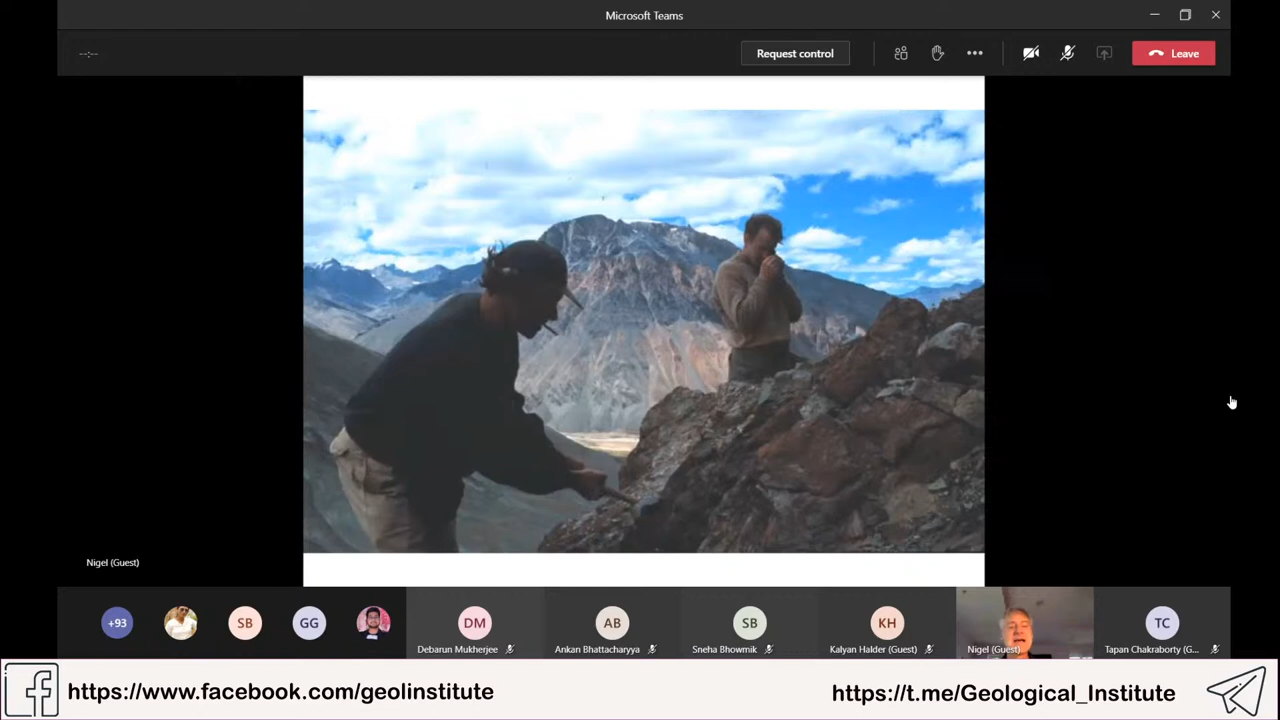 Microsoft Teams
--:--
Request control
Leave
Nigel (Guest)
+93
SB
GG
DM
AB
SB
KH
TC
Debarun Mukherjee
Ankan Bhattacharyya
Sneha Bhowmik
Kalyan Halder (Guest)
Nigel (Guest)
Tapan Chakraborty (G...
https://www.facebook.com/geolinstitute
https://t.me/Geological_Institute